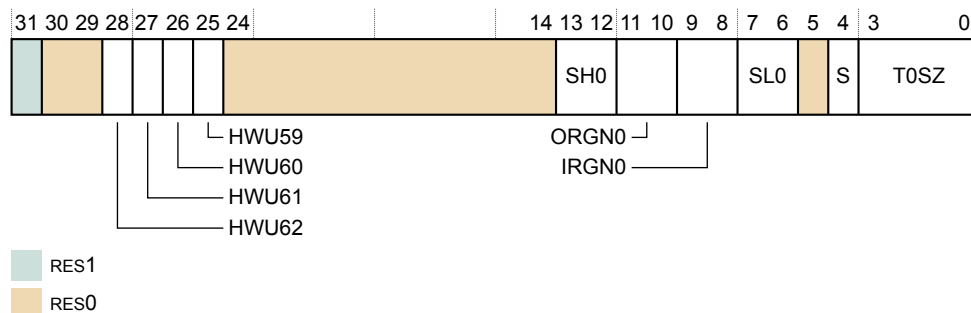 31 30 29 28 27 26 25 24 14 13 12 11 10 9 8 7 6 5 4 3 0
SH0 SL0 S T0SZ
HWU59 ORGN0
HWU60 IRGN0
HWU61
HWU62
RES1
RES0